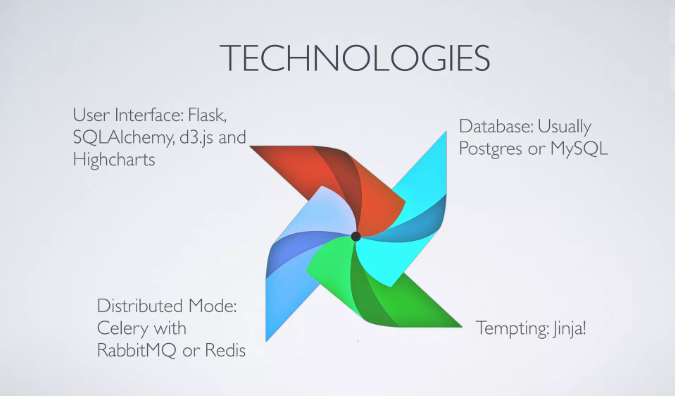 TECHNOLOGIES
User Interface: Flask,
SQLAlchemy, d3.js and
Highcharts
Database: Usually
Postgres or MySQL
Distributed Mode:
Celery with
RabbitMQ or Redis
Tempting: Jinja!